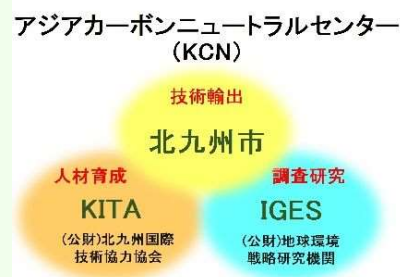 アジアカーボンニュートラルセンター
(KCN)
技術輸出
北九州市
人材育成
KITA
(公財)北九州国際
技術協力協会
調査研究
IGES
(公財)地球環境
戦略研究機関